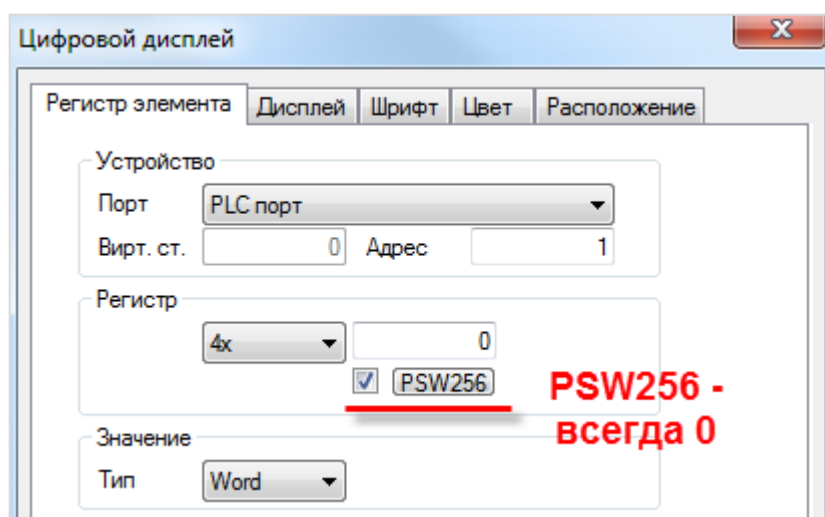 Цифровой дисплей
Регистр элемента Дисплей Шрифт Цвет Расположение
Устройство
Порт PLC порт
Вирт. ст. 0 Адрес 1
Регистр
4x 0
PSW256
PSW256 -
всегда 0
Значение
Тип Word